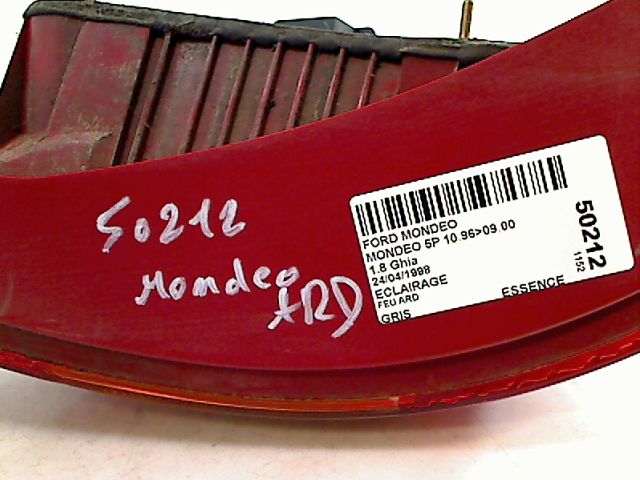 50212
Mondeo
ARD
FORD MONDEO
MONDEO 5P 10.96>09.00
1.8 Ghia
24/04/1998
ECLAIRAGE
FEU ARD
GRIS
ESSENCE
50212
1152